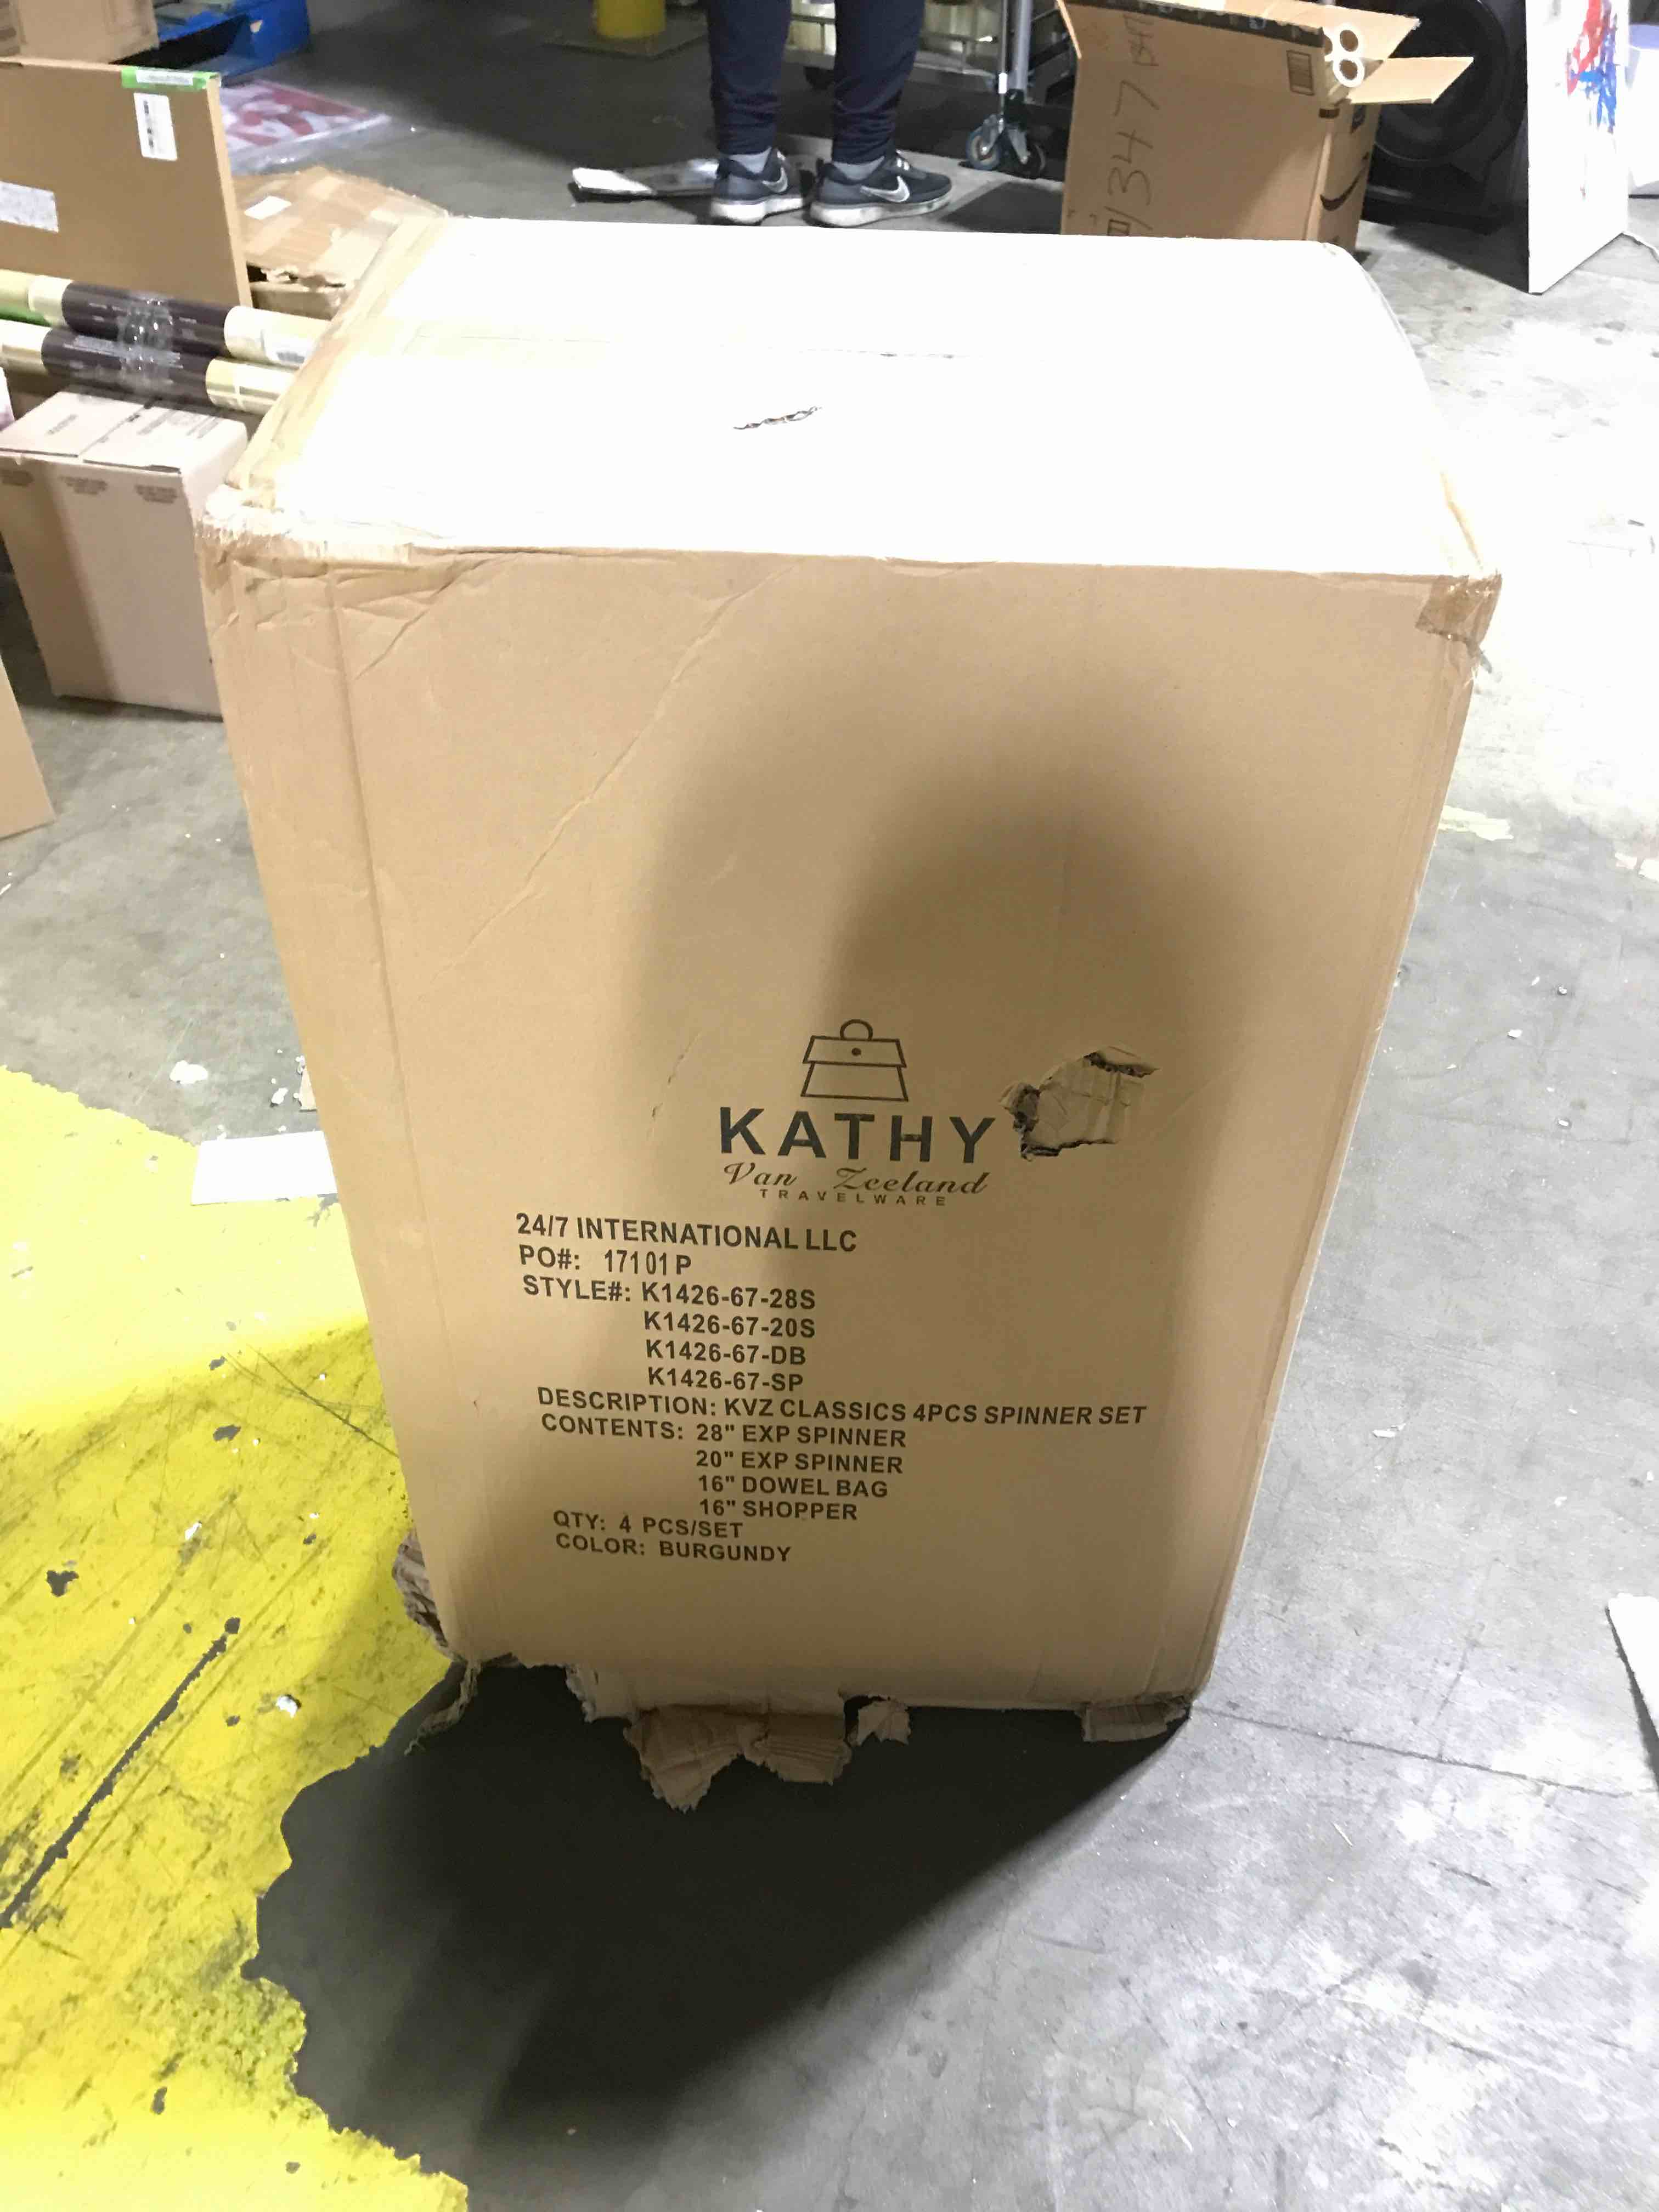 347
KATHY
Van Zeeland
TRAVELWARE
24/7 INTERNATIONAL LLC
PO#: 17101P
STYLE#: K1426-67-28S
K1426-67-20S
K1426-67-DB
K1426-67-SP
DESCRIPTION: KVZ CLASSICS 4PCS SPINNER SET
CONTENTS: 28" EXP SPINNER
20" EXP SPINNER
16" DOWEL BAG
16" SHOPPER
QTY: 4 PCS/SET
COLOR: BURGUNDY